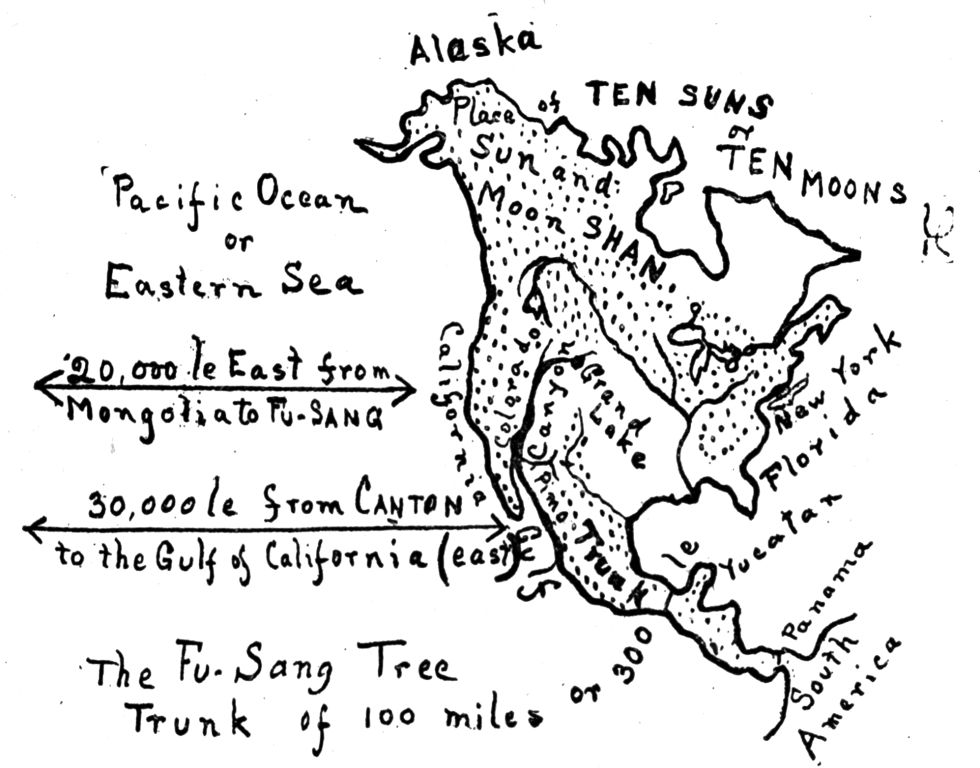 Alaska
Place of TEN SUNS
or
TEN MOONS
Sun and
Moon SHAN
Pacific Ocean
or
Eastern Sea
20,000 le East from
Mongolia to FU-SANG
30,000 le from CANTON
to the Gulf of California (east)
California
Colorado
Canyon
Grand
Lake
Pima
Trunk
New York
Florida
Yucatan
Panama
South
America
The Fu-Sang Tree
Trunk of 100 miles
or 300 le